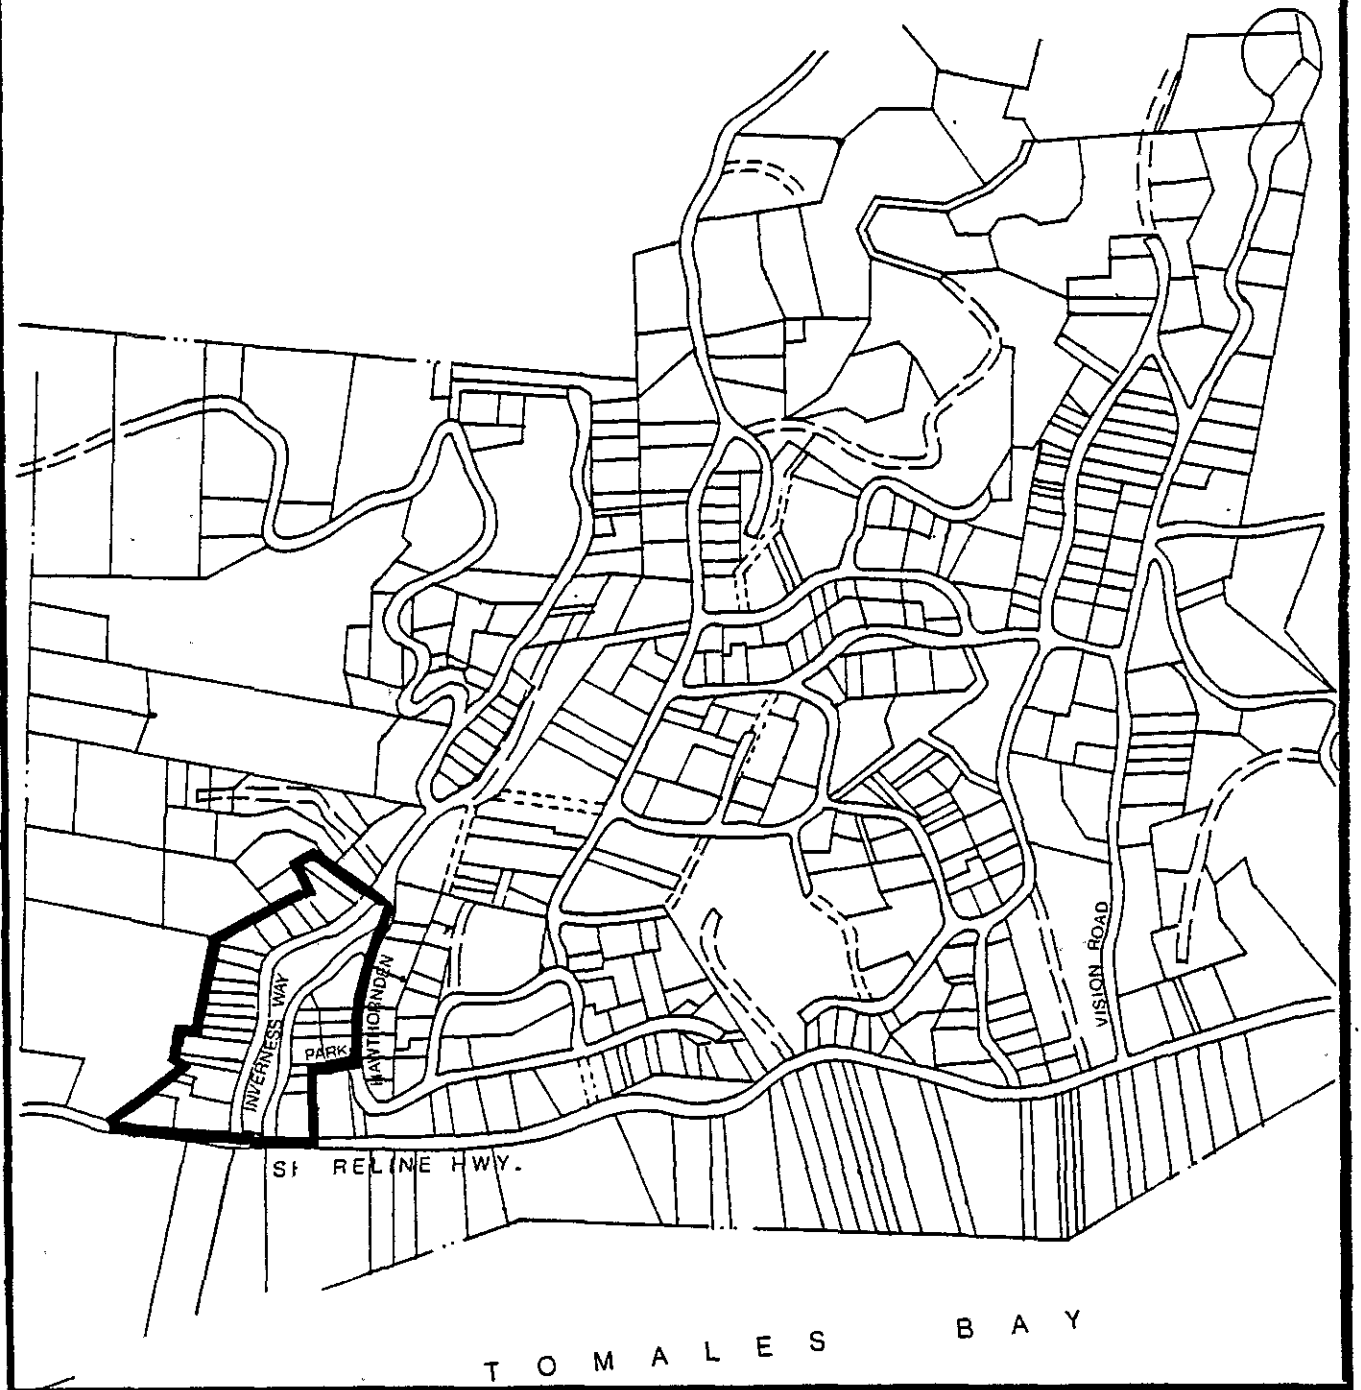 VISION ROAD
HAWTHORNDEN
INVERNESS WAY
PARK
RELINE HWY.
TOMALES BAY